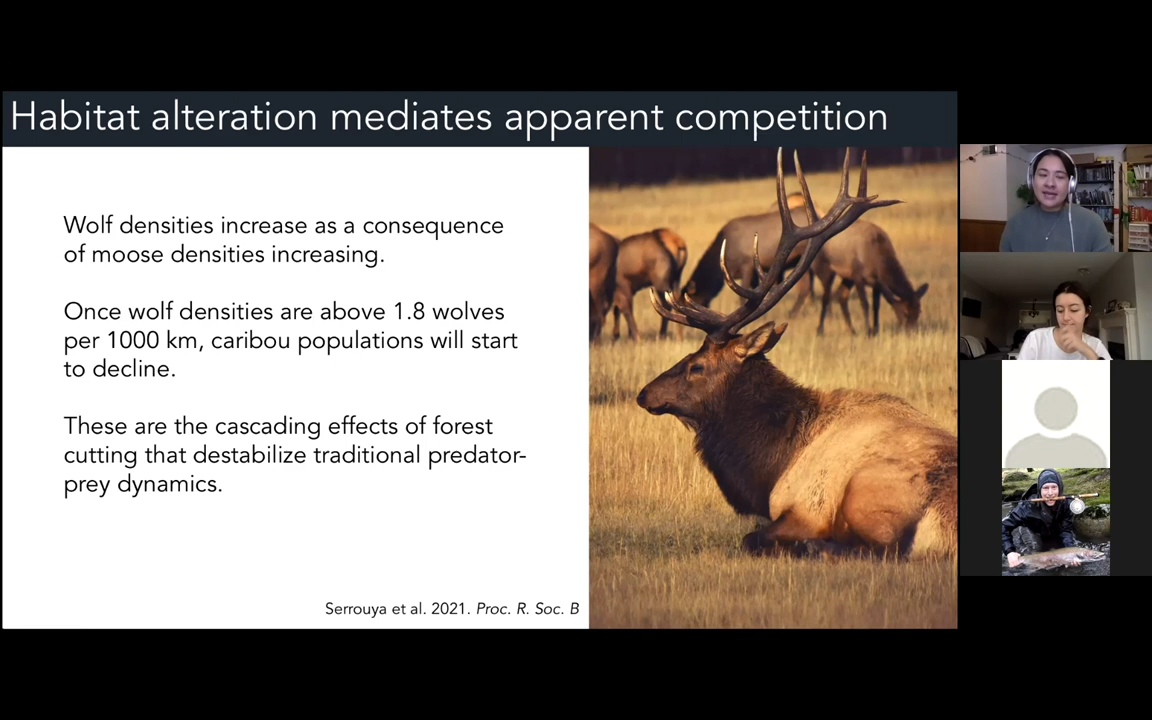 Habitat alteration mediates apparent competition
Wolf densities increase as a consequence
of moose densities increasing.
Once wolf densities are above 1.8 wolves
per 1000 km, caribou populations will start
to decline.
These are the cascading effects of forest
cutting that destabilize traditional predator-
prey dynamics.
Serrouya et al. 2021. Proc. R. Soc. B